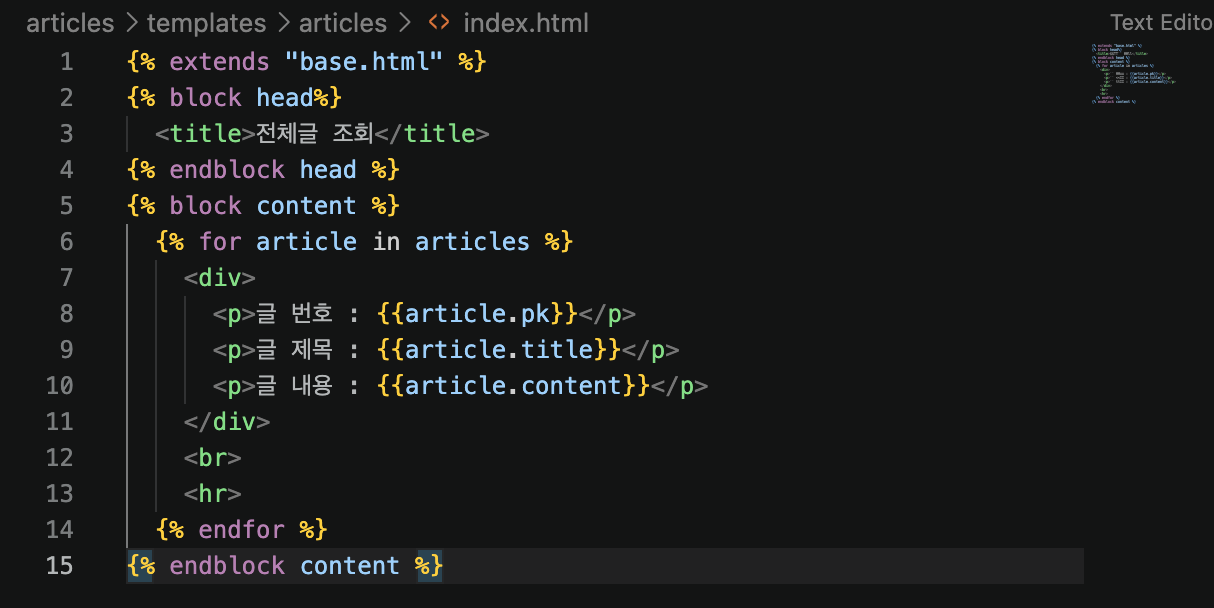 articles > templates > articles > <> index.html
Text Edito
1 {% extends "base.html" %}
2 {% block head%}
3   <title>전체글 조회</title>
4 {% endblock head %}
5 {% block content %}
6   {% for article in articles %}
7     <div>
8       <p>글 번호 : {{article.pk}}</p>
9       <p>글 제목 : {{article.title}}</p>
10       <p>글 내용 : {{article.content}}</p>
11     </div>
12     <br>
13     <hr>
14   {% endfor %}
15 {% endblock content %}